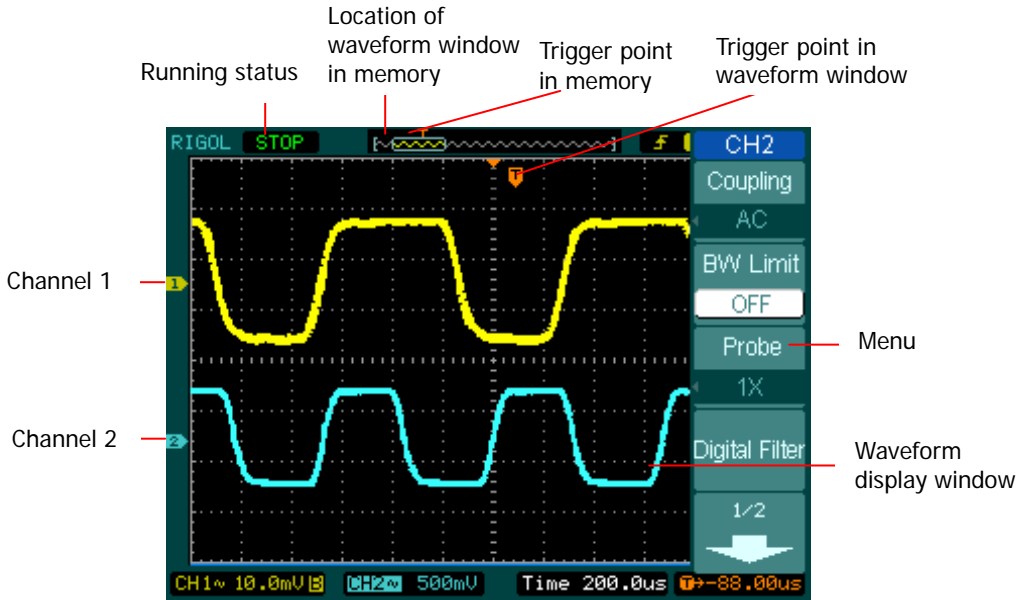 Location of
waveform window
in memory
Trigger point
in memory
Trigger point in
waveform window
Running status
RIGOL STOP
T
CH2
Coupling
AC
T
BW Limit
OFF
Channel 1
1
Probe
Menu
1X
Channel 2
2
Digital Filter
Waveform
display window
1/2
CH1~ 10.0mV B CH2~ 500mV Time 200.0us T→-88.00us